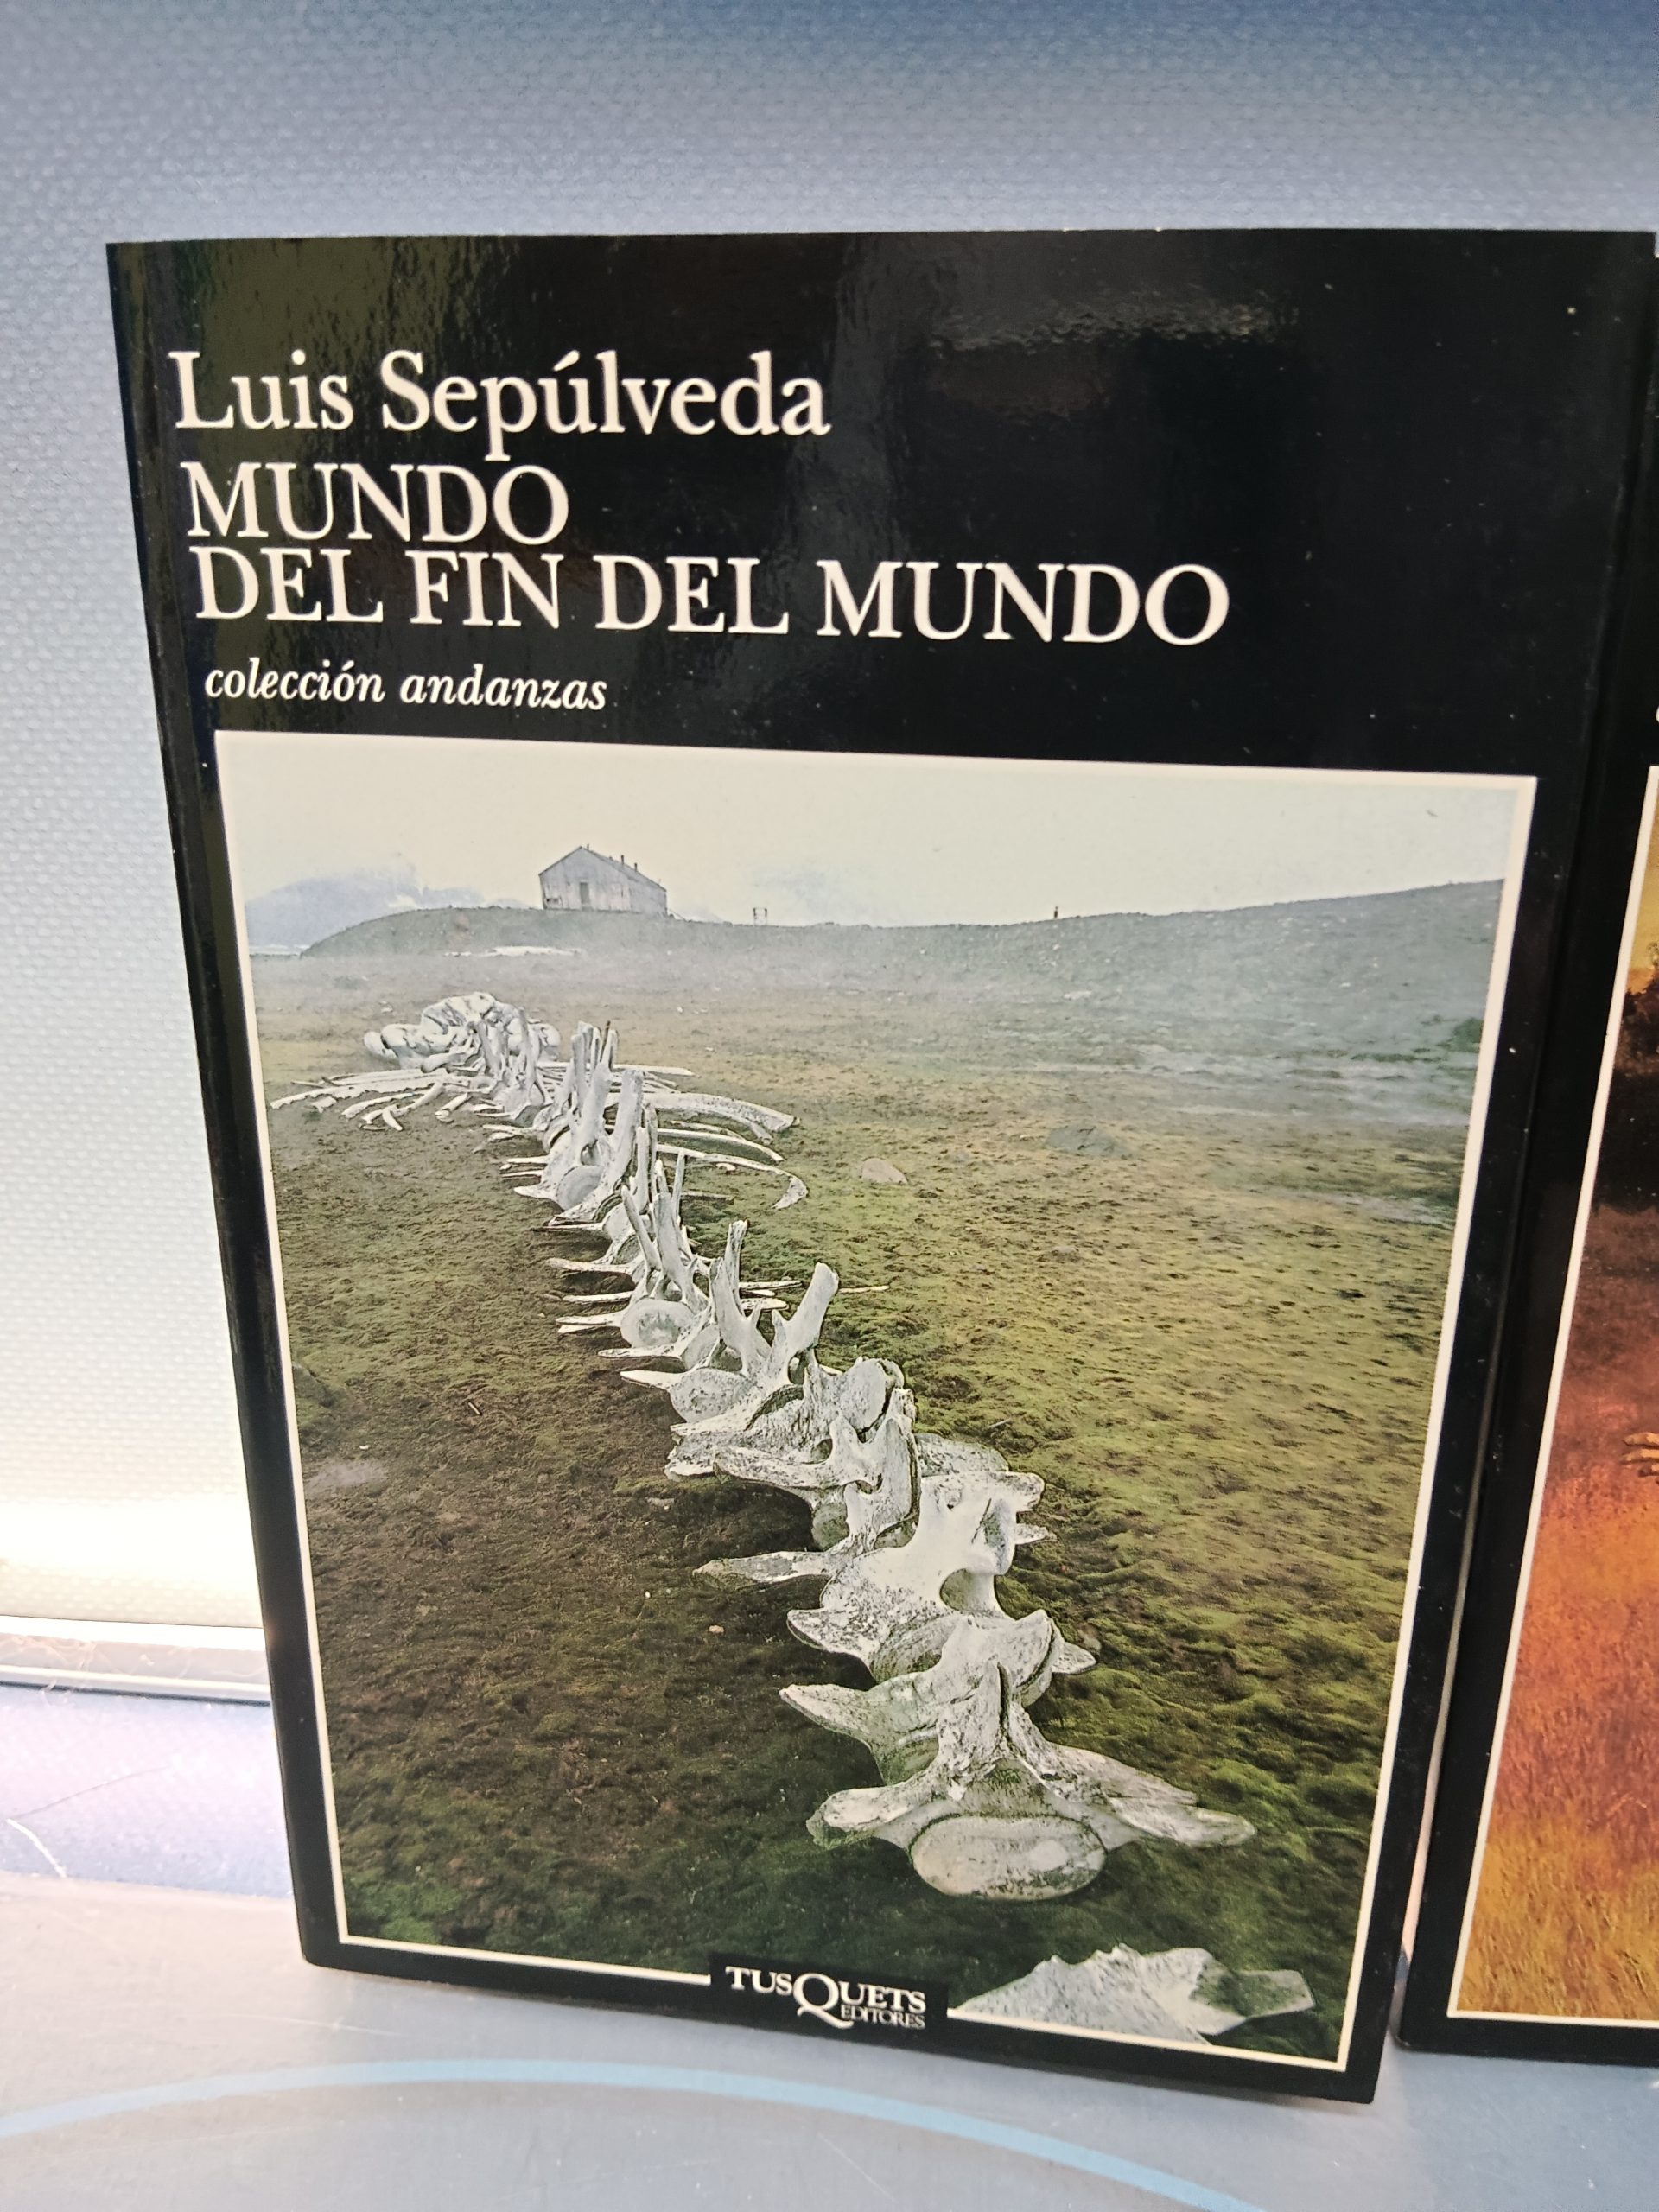 Luis Sepúlveda
MUNDO
DEL FIN DEL MUNDO
colección andanzas
TUSQUETS
EDITORES